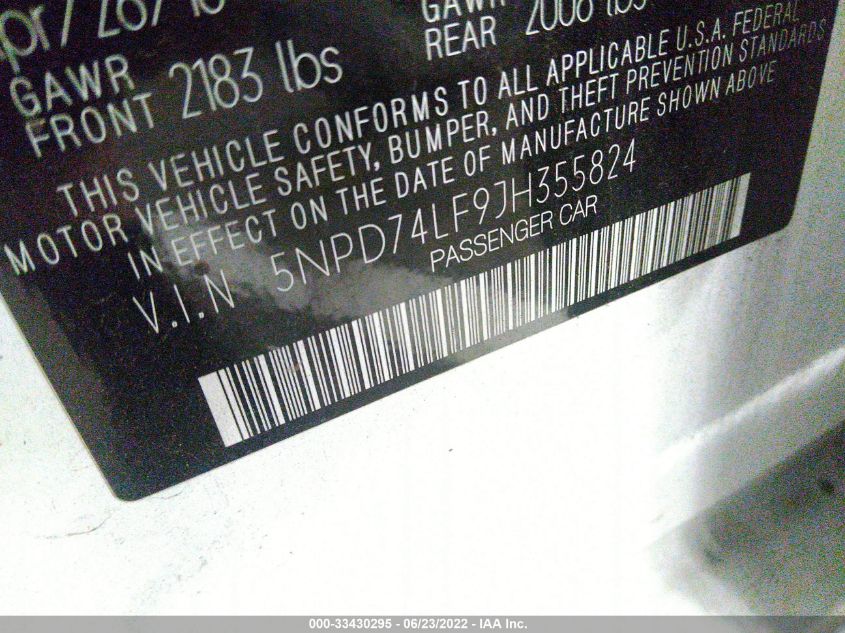 GAWR
FRONT 2183 lbs
GAWR
REAR 2006 lbs
THIS VEHICLE CONFORMS TO ALL APPLICABLE U.S.A. FEDERAL
MOTOR VEHICLE SAFETY, BUMPER, AND THEFT PREVENTION STANDARDS
IN EFFECT ON THE DATE OF MANUFACTURE SHOWN ABOVE
V.I.N 5NPD74LF9JH355824
PASSENGER CAR
000-33430295 - 06/23/2022 - IAA Inc.